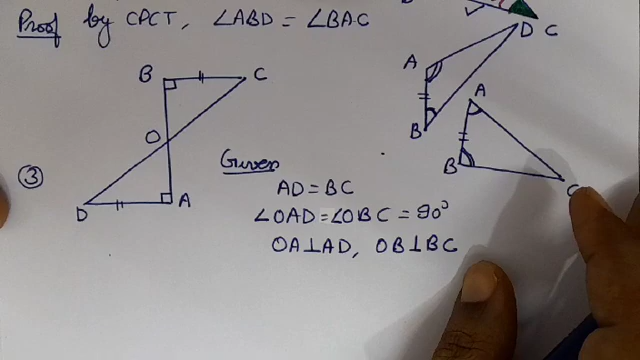 Proof by CPCT, ∠ABD = ∠BAC
D C
A
B
A
B
C
B C
O
D A
③
Given
AD = BC
∠OAD = ∠OBC = 90°
OA ⊥ AD, OB ⊥ BC